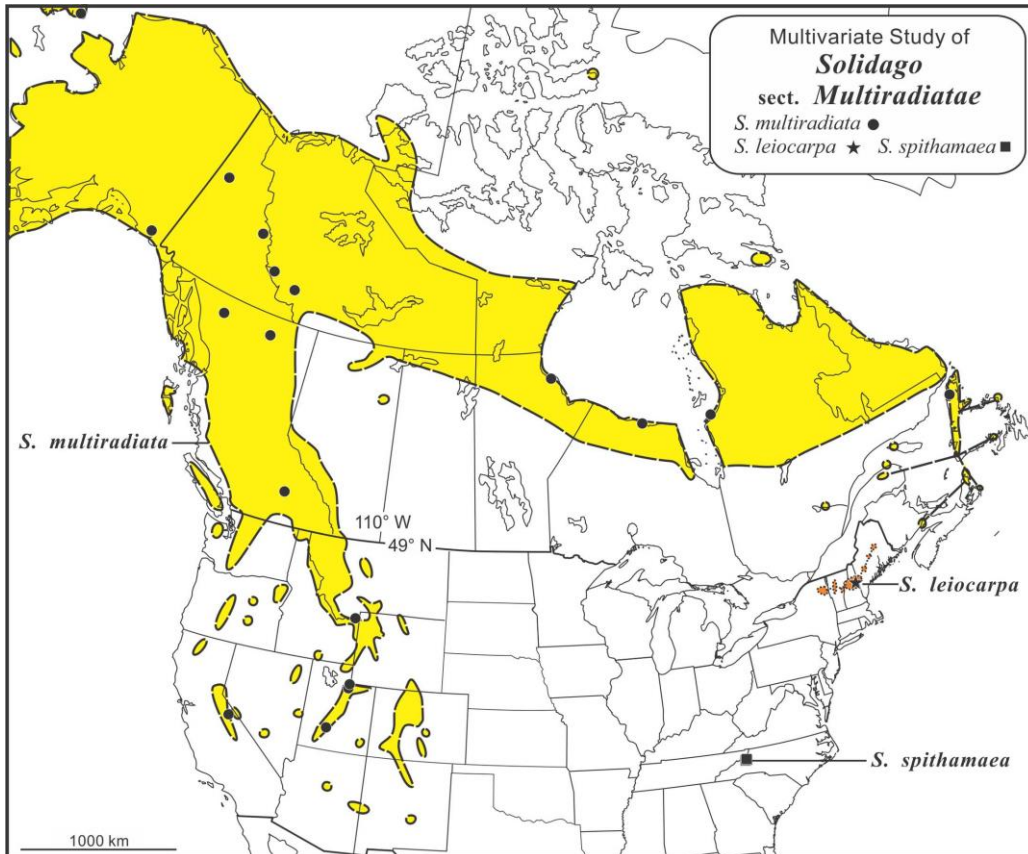 Multivariate Study of
Solidago
sect. Multiradiatae
S. multiradiata ●
S. leiocarpa ★ S. spithamaea ■
S. multiradiata
110° W
49° N
S. leiocarpa
S. spithamaea
1000 km